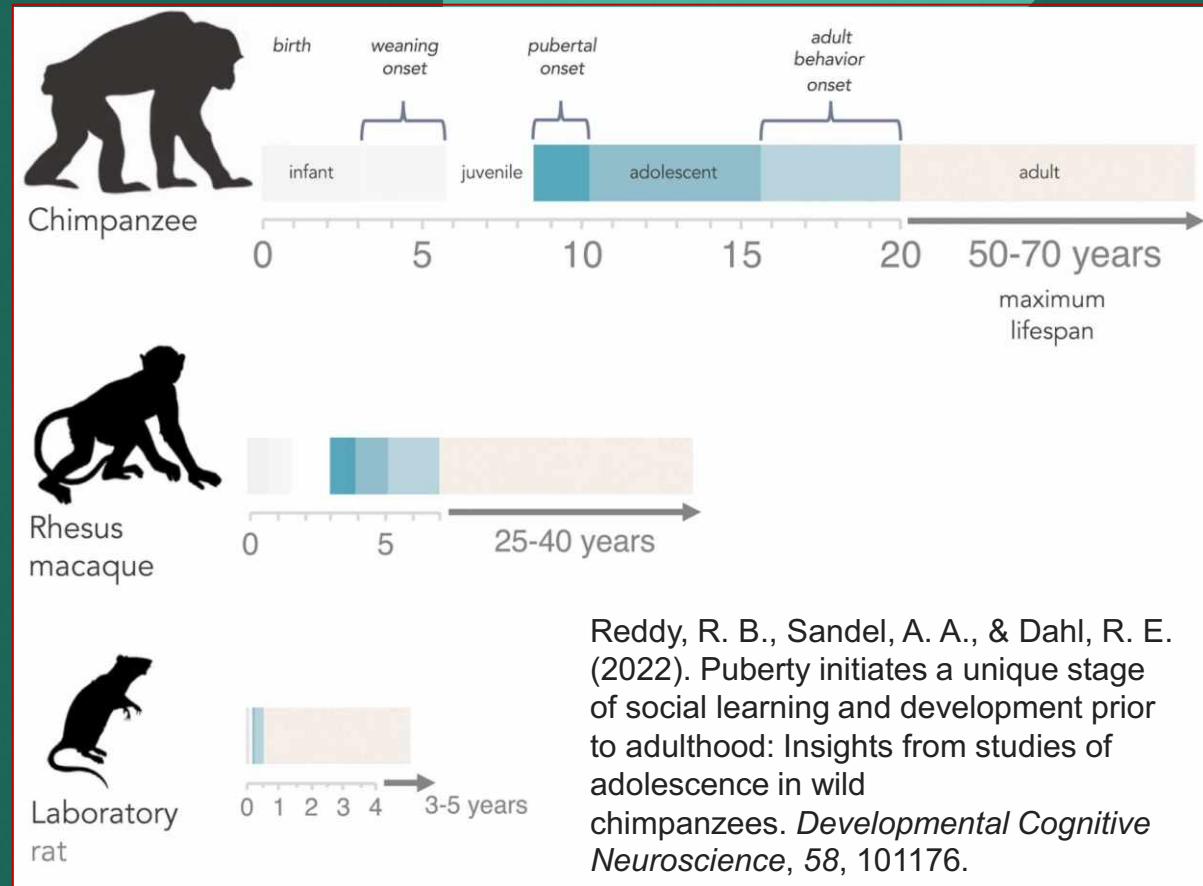 birth
weaning
onset
pubertal
onset
adult
behavior
onset
infant
juvenile
adolescent
adult
Chimpanzee
0 5 10 15 20 50-70 years
maximum
lifespan
Rhesus
macaque
0 5 25-40 years
Laboratory
rat
0 1 2 3 4 3-5 years
Reddy, R. B., Sandel, A. A., & Dahl, R. E.
(2022). Puberty initiates a unique stage
of social learning and development prior
to adulthood: Insights from studies of
adolescence in wild
chimpanzees. Developmental Cognitive
Neuroscience, 58, 101176.